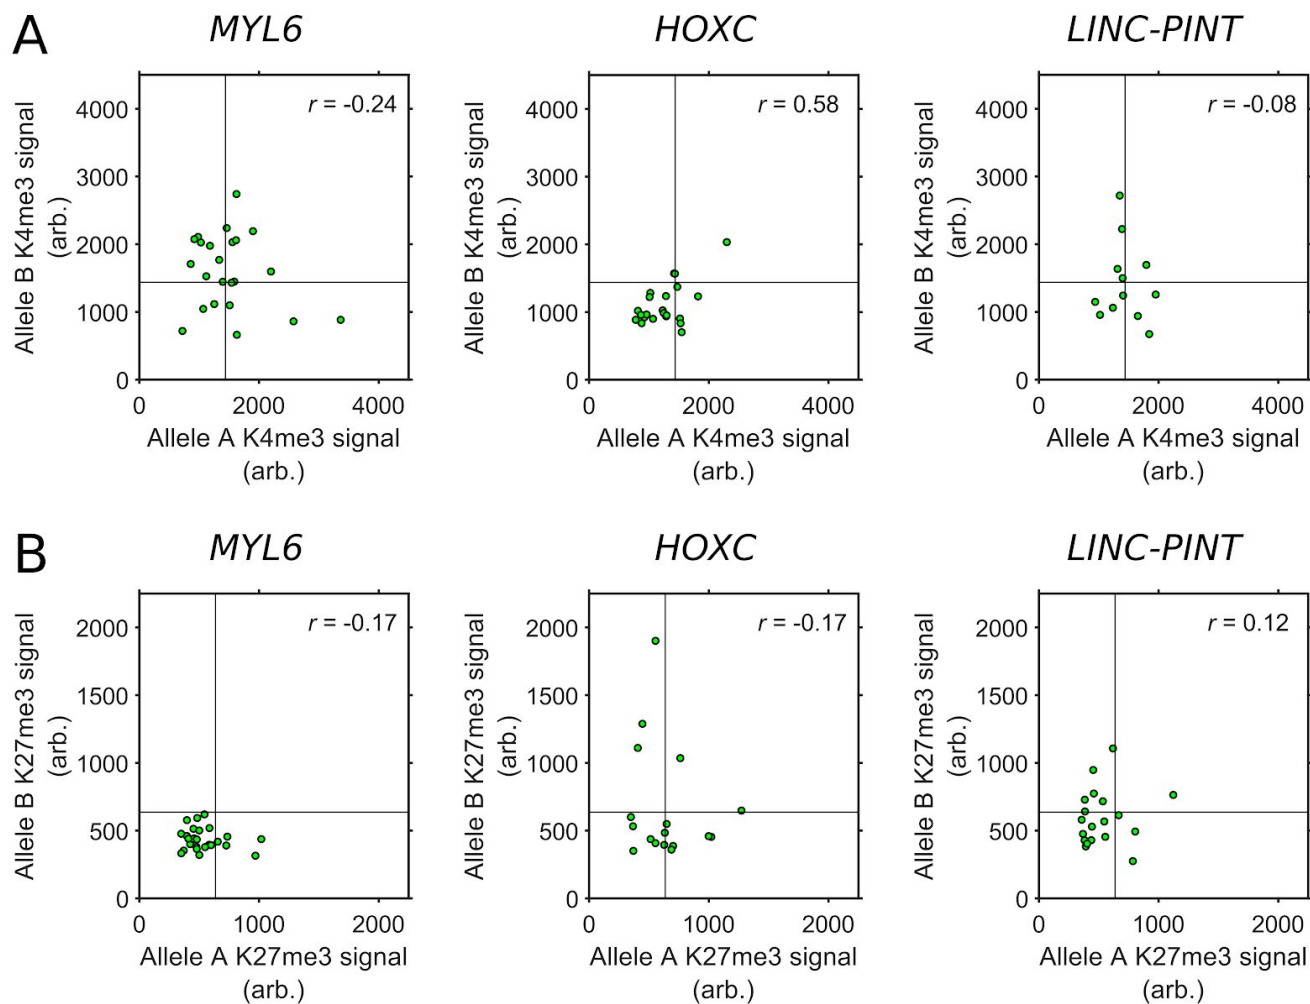 A
MYL6
HOXC
LINC-PINT
r = -0.24
Allele B K4me3 signal
(arb.)
4000
3000
2000
1000
0
0
2000
4000
Allele A K4me3 signal
(arb.)
r = 0.58
Allele B K4me3 signal
(arb.)
4000
3000
2000
1000
0
0
2000
4000
Allele A K4me3 signal
(arb.)
r = -0.08
Allele B K4me3 signal
(arb.)
4000
3000
2000
1000
0
0
2000
4000
Allele A K4me3 signal
(arb.)
B
MYL6
HOXC
LINC-PINT
r = -0.17
Allele B K27me3 signal
(arb.)
2000
1500
1000
500
0
0
1000
2000
Allele A K27me3 signal
(arb.)
r = -0.17
Allele B K27me3 signal
(arb.)
2000
1500
1000
500
0
0
1000
2000
Allele A K27me3 signal
(arb.)
r = 0.12
Allele B K27me3 signal
(arb.)
2000
1500
1000
500
0
0
1000
2000
Allele A K27me3 signal
(arb.)